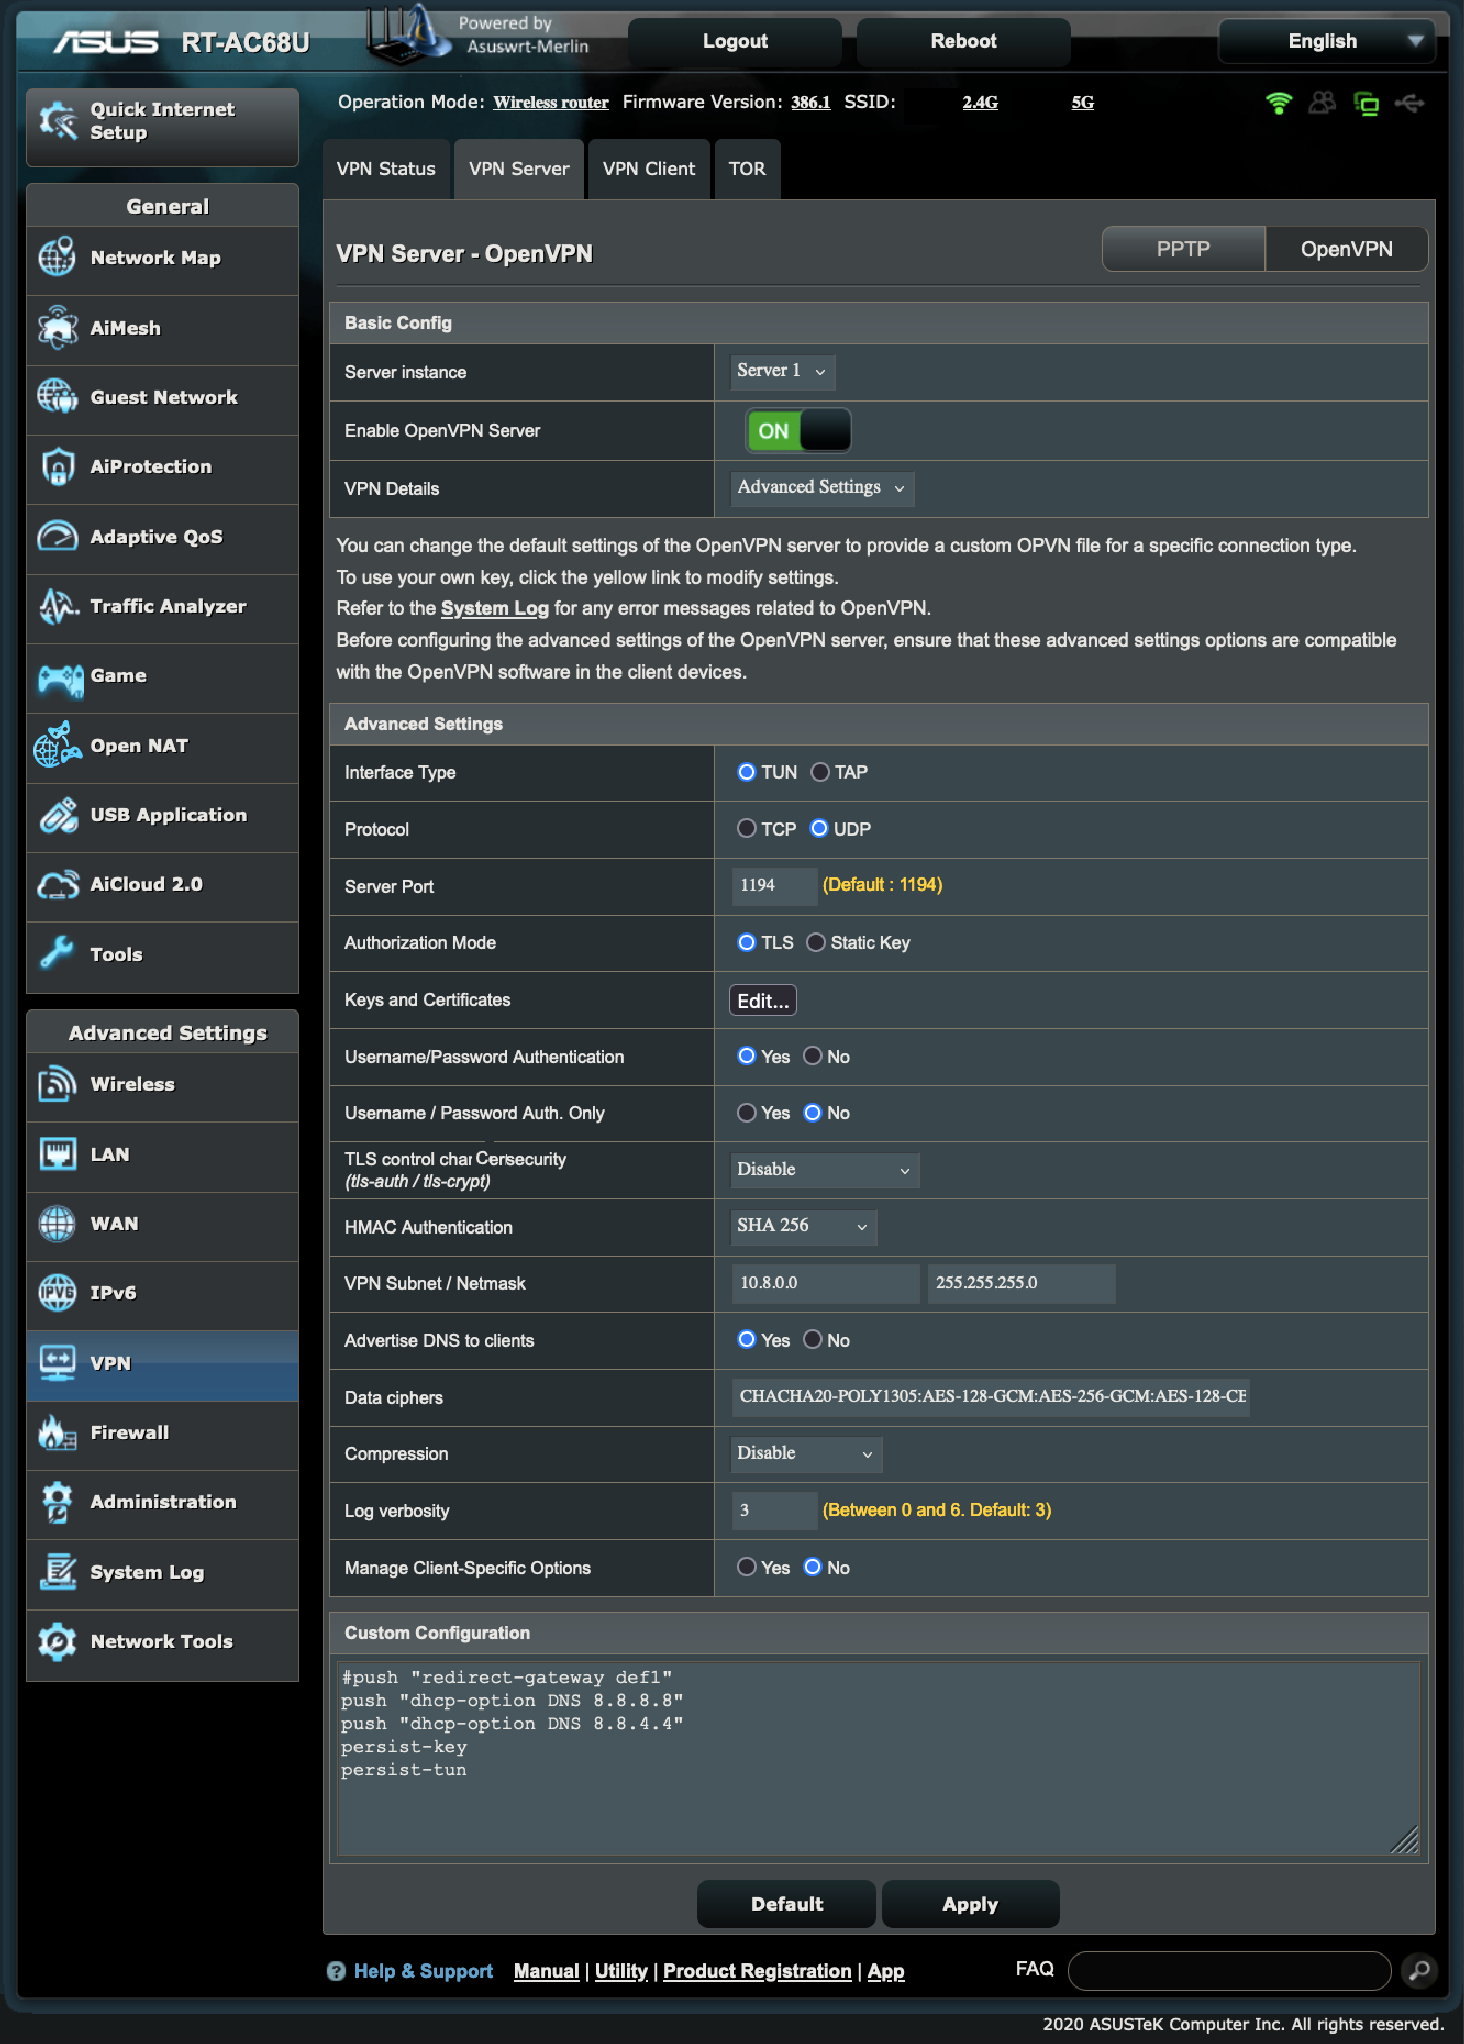 ASUS RT-AC68U
Powered by
Asuswrt-Merlin
Logout
Reboot
English
Quick Internet
Setup
Operation Mode: Wireless router Firmware Version: 386.1 SSID: 2.4G 5G
General
Network Map
AiMesh
Guest Network
AiProtection
Adaptive QoS
Traffic Analyzer
Game
Open NAT
USB Application
AiCloud 2.0
Tools
Advanced Settings
Wireless
LAN
WAN
IPv6
VPN
Firewall
Administration
System Log
Network Tools
VPN Status
VPN Server
VPN Client
TOR
VPN Server - OpenVPN
PPTP
OpenVPN
Basic Config
Server instance
Server 1
Enable OpenVPN Server
ON
VPN Details
Advanced Settings
You can change the default settings of the OpenVPN server to provide a custom OPVN file for a specific connection type.
To use your own key, click the yellow link to modify settings.
Refer to the System Log for any error messages related to OpenVPN.
Before configuring the advanced settings of the OpenVPN server, ensure that these advanced settings options are compatible
with the OpenVPN software in the client devices.
Advanced Settings
Interface Type
TUN TAP
Protocol
TCP UDP
Server Port
1194 (Default : 1194)
Authorization Mode
TLS Static Key
Keys and Certificates
Edit...
Username/Password Authentication
Yes No
Username / Password Auth. Only
Yes No
TLS control security
(tls-auth / tls-crypt)
Disable
HMAC Authentication
SHA 256
VPN Subnet / Netmask
10.8.0.0 255.255.255.0
Advertise DNS to clients
Yes No
Data ciphers
CHACHA20-POLY1305:AES-128-GCM:AES-256-GCM:AES-128-CB
Compression
Disable
Log verbosity
3 (Between 0 and 6. Default: 3)
Manage Client-Specific Options
Yes No
Custom Configuration
#push "redirect-gateway def1"
push "dhcp-option DNS 8.8.8.8"
push "dhcp-option DNS 8.8.4.4"
persist-key
persist-tun
Default
Apply
Help & Support Manual | Utility | Product Registration | App
FAQ
2020 ASUSTeK Computer Inc. All rights reserved.